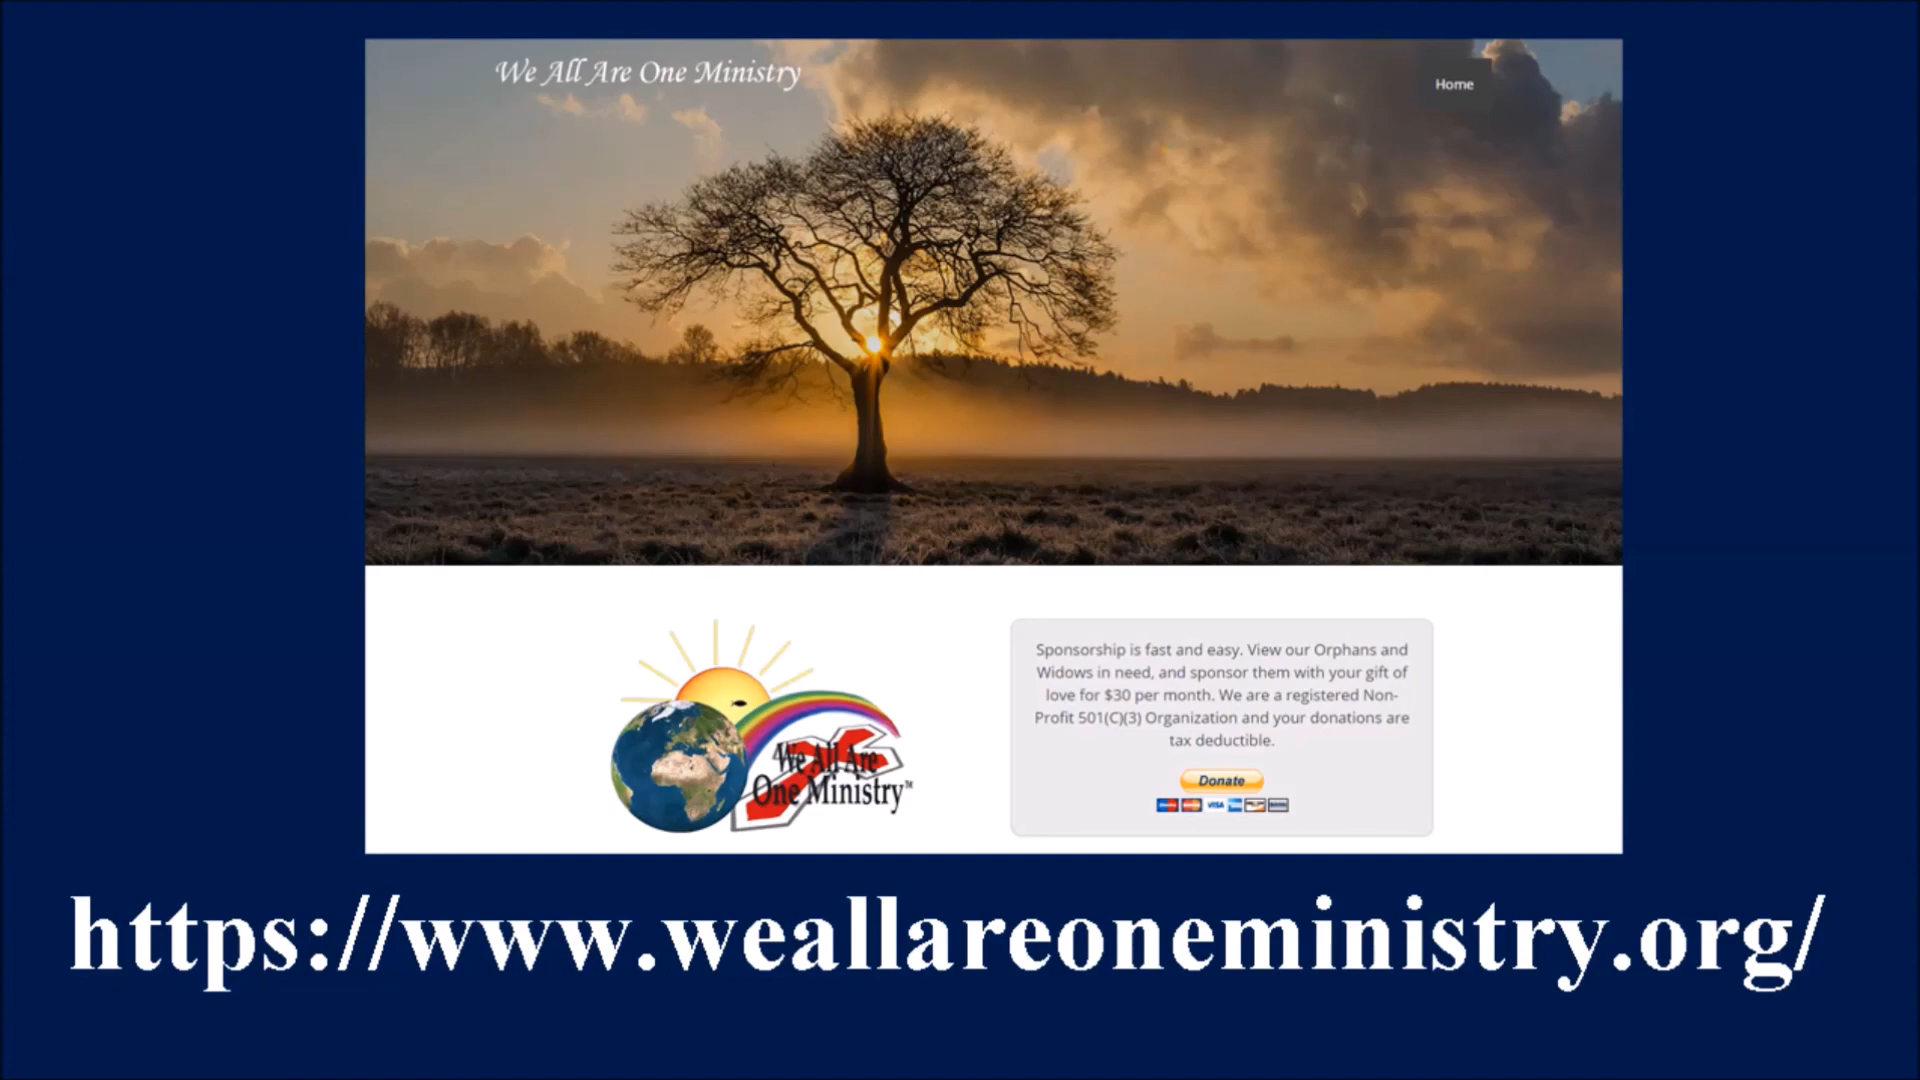 We All Are One Ministry
Home
Sponsorship is fast and easy. View our Orphans and
Widows in need, and sponsor them with your gift of
love for $30 per month. We are a registered Non-
Profit 501(C)(3) Organization and your donations are
tax deductible.
We All Are
One Ministry™
Donate
VISA
https://www.weallareoneministry.org/